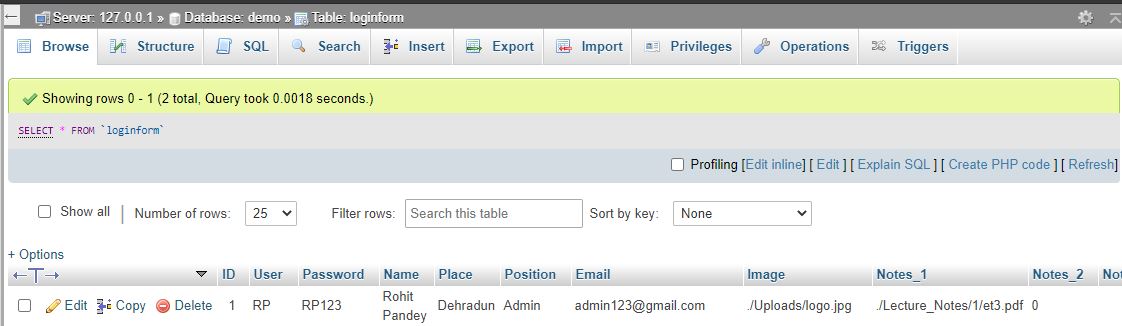 Server: 127.0.0.1 » Database: demo » Table: loginform
Browse Structure SQL Search Insert Export Import Privileges Operations Triggers
Showing rows 0 - 1 (2 total, Query took 0.0018 seconds.)
SELECT * FROM `loginform`
Profiling [Edit inline] [ Edit ] [ Explain SQL ] [ Create PHP code ] [ Refresh]
Show all | Number of rows: 25 Filter rows: Search this table Sort by key: None
+ Options
←T→ ID User Password Name Place Position Email Image Notes_1 Notes_2 No
Edit Copy Delete 1 RP RP123 Rohit Pandey Dehradun Admin admin123@gmail.com ./Uploads/logo.jpg ./Lecture_Notes/1/et3.pdf 0